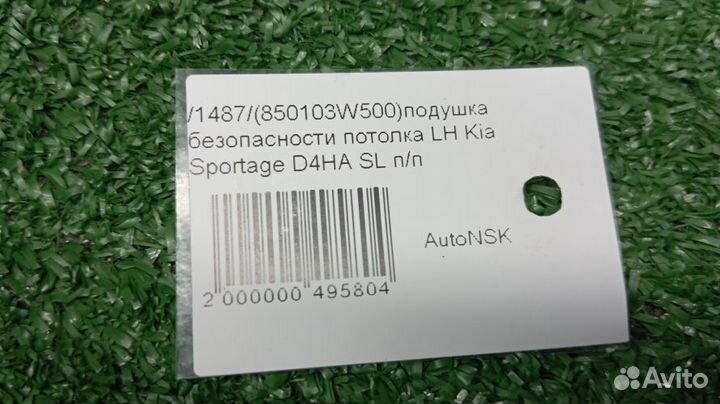 /1487/(850103W500)подушка
безопасности потолка LH Kia
Sportage D4HA SL п/п
AutoNSK
2 000000 495804
Avito